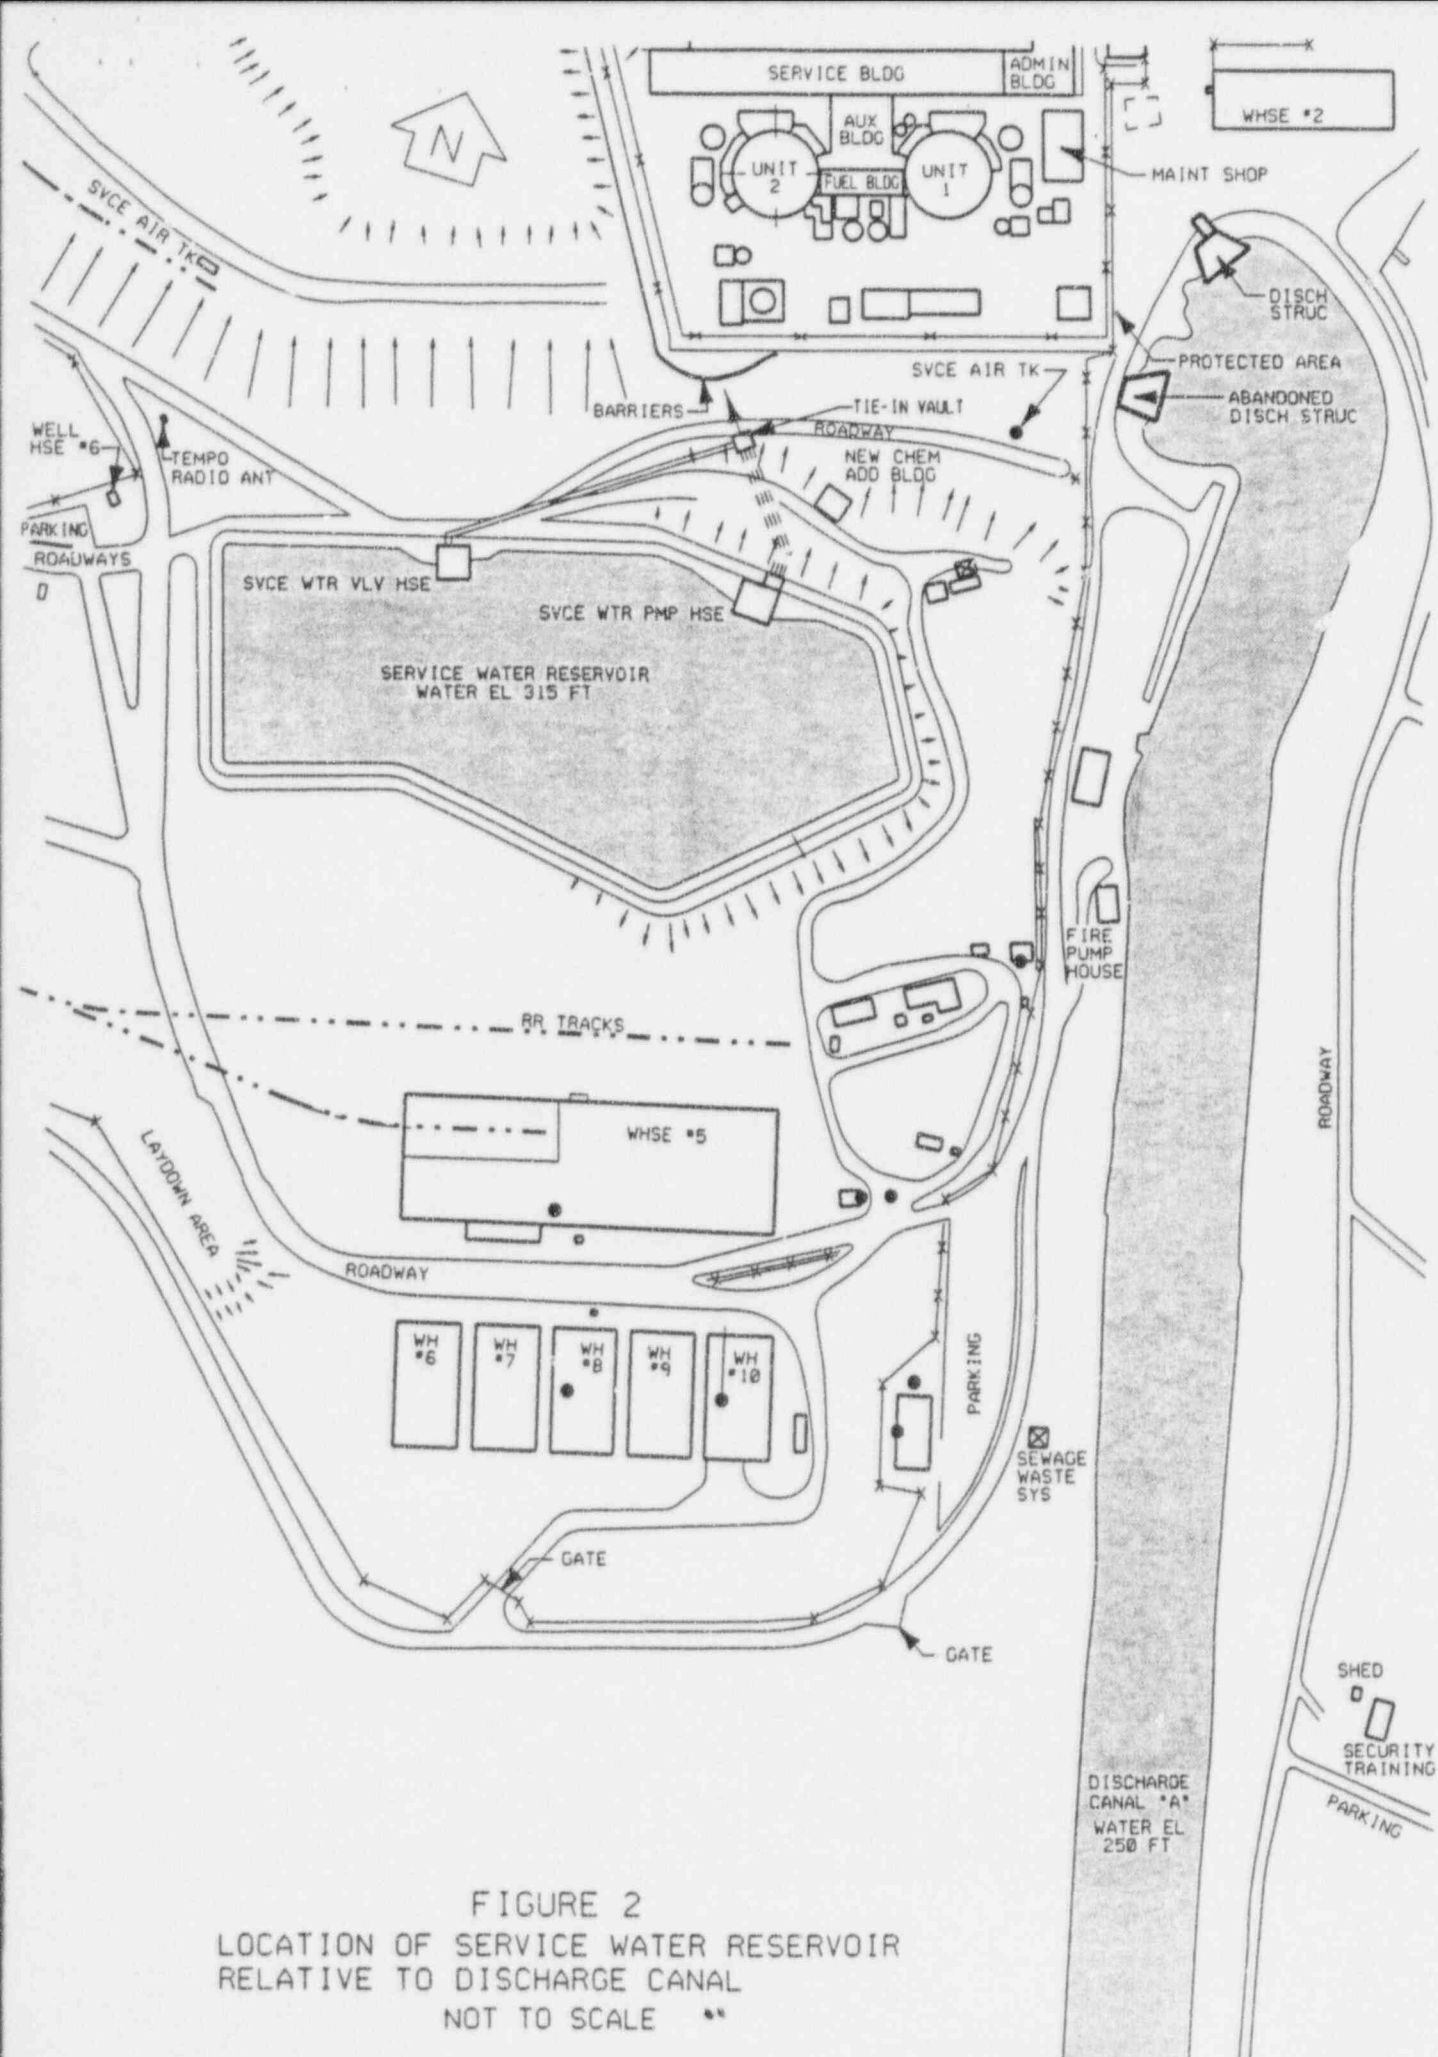 SERVICE BLDG
ADMIN
BLDG
WHSE #2
N
AUX
BLDG
UNIT
2
FUEL BLDG
UNIT
1
MAINT SHOP
SVCE AIR TK
DISCH
STRUC
PROTECTED AREA
SVCE AIR TK
ABANDONED
DISCH STRUC
BARRIERS
TIE-IN VAULT
ROADWAY
WELL
HSE #6
TEMPO
RADIO ANT
NEW CHEM
ADD BLDG
PARKING
ROADWAYS
SVCE WTR VLV HSE
SVCE WTR PMP HSE
SERVICE WATER RESERVOIR
WATER EL 315 FT
FIRE
PUMP
HOUSE
RR TRACKS
ROADWAY
WHSE #5
LAYDOWN AREA
ROADWAY
WH
#6
WH
#7
WH
#8
WH
#9
WH
#10
PARKING
SEWAGE
WASTE
SYS
GATE
GATE
SHED
SECURITY
TRAINING
PARKING
DISCHARGE
CANAL "A"
WATER EL
250 FT
FIGURE 2
LOCATION OF SERVICE WATER RESERVOIR
RELATIVE TO DISCHARGE CANAL
NOT TO SCALE